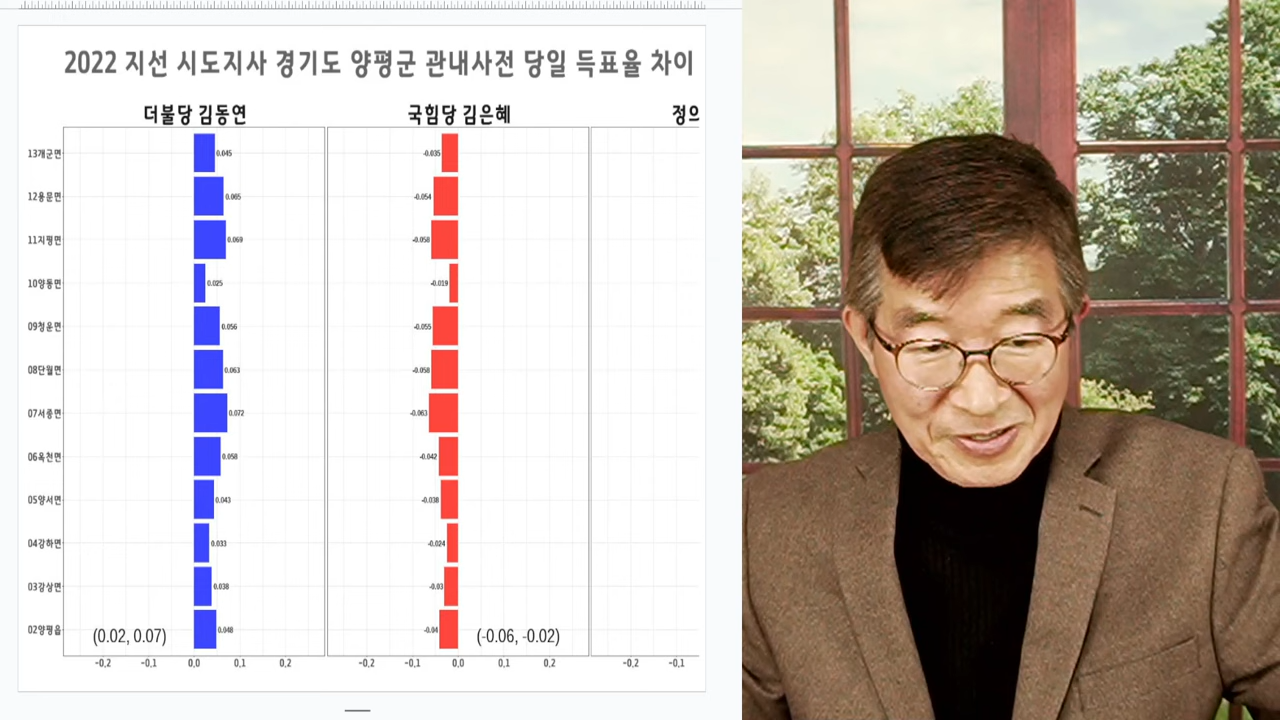 2022 지선 시도지사 경기도 양평군 관내사전 당일 득표율 차이
더불당 김동연
국힘당 김은혜
정의
13개군면 0.045 -0.035
12용문면 0.065 -0.054
11지평면 0.069 -0.058
10양동면 0.025 -0.019
09청운면 0.056 -0.055
08단월면 0.063 -0.058
07서종면 0.072 -0.063
06옥천면 0.058 -0.042
05양서면 0.043 -0.038
04강하면 0.033 -0.024
03강상면 0.038 -0.03
02양평읍 0.048 -0.04
(0.02, 0.07) (-0.06, -0.02)
-0.2 -0.1 0.0 0.1 0.2 -0.2 -0.1 0.0 0.1 0.2 -0.2 -0.1